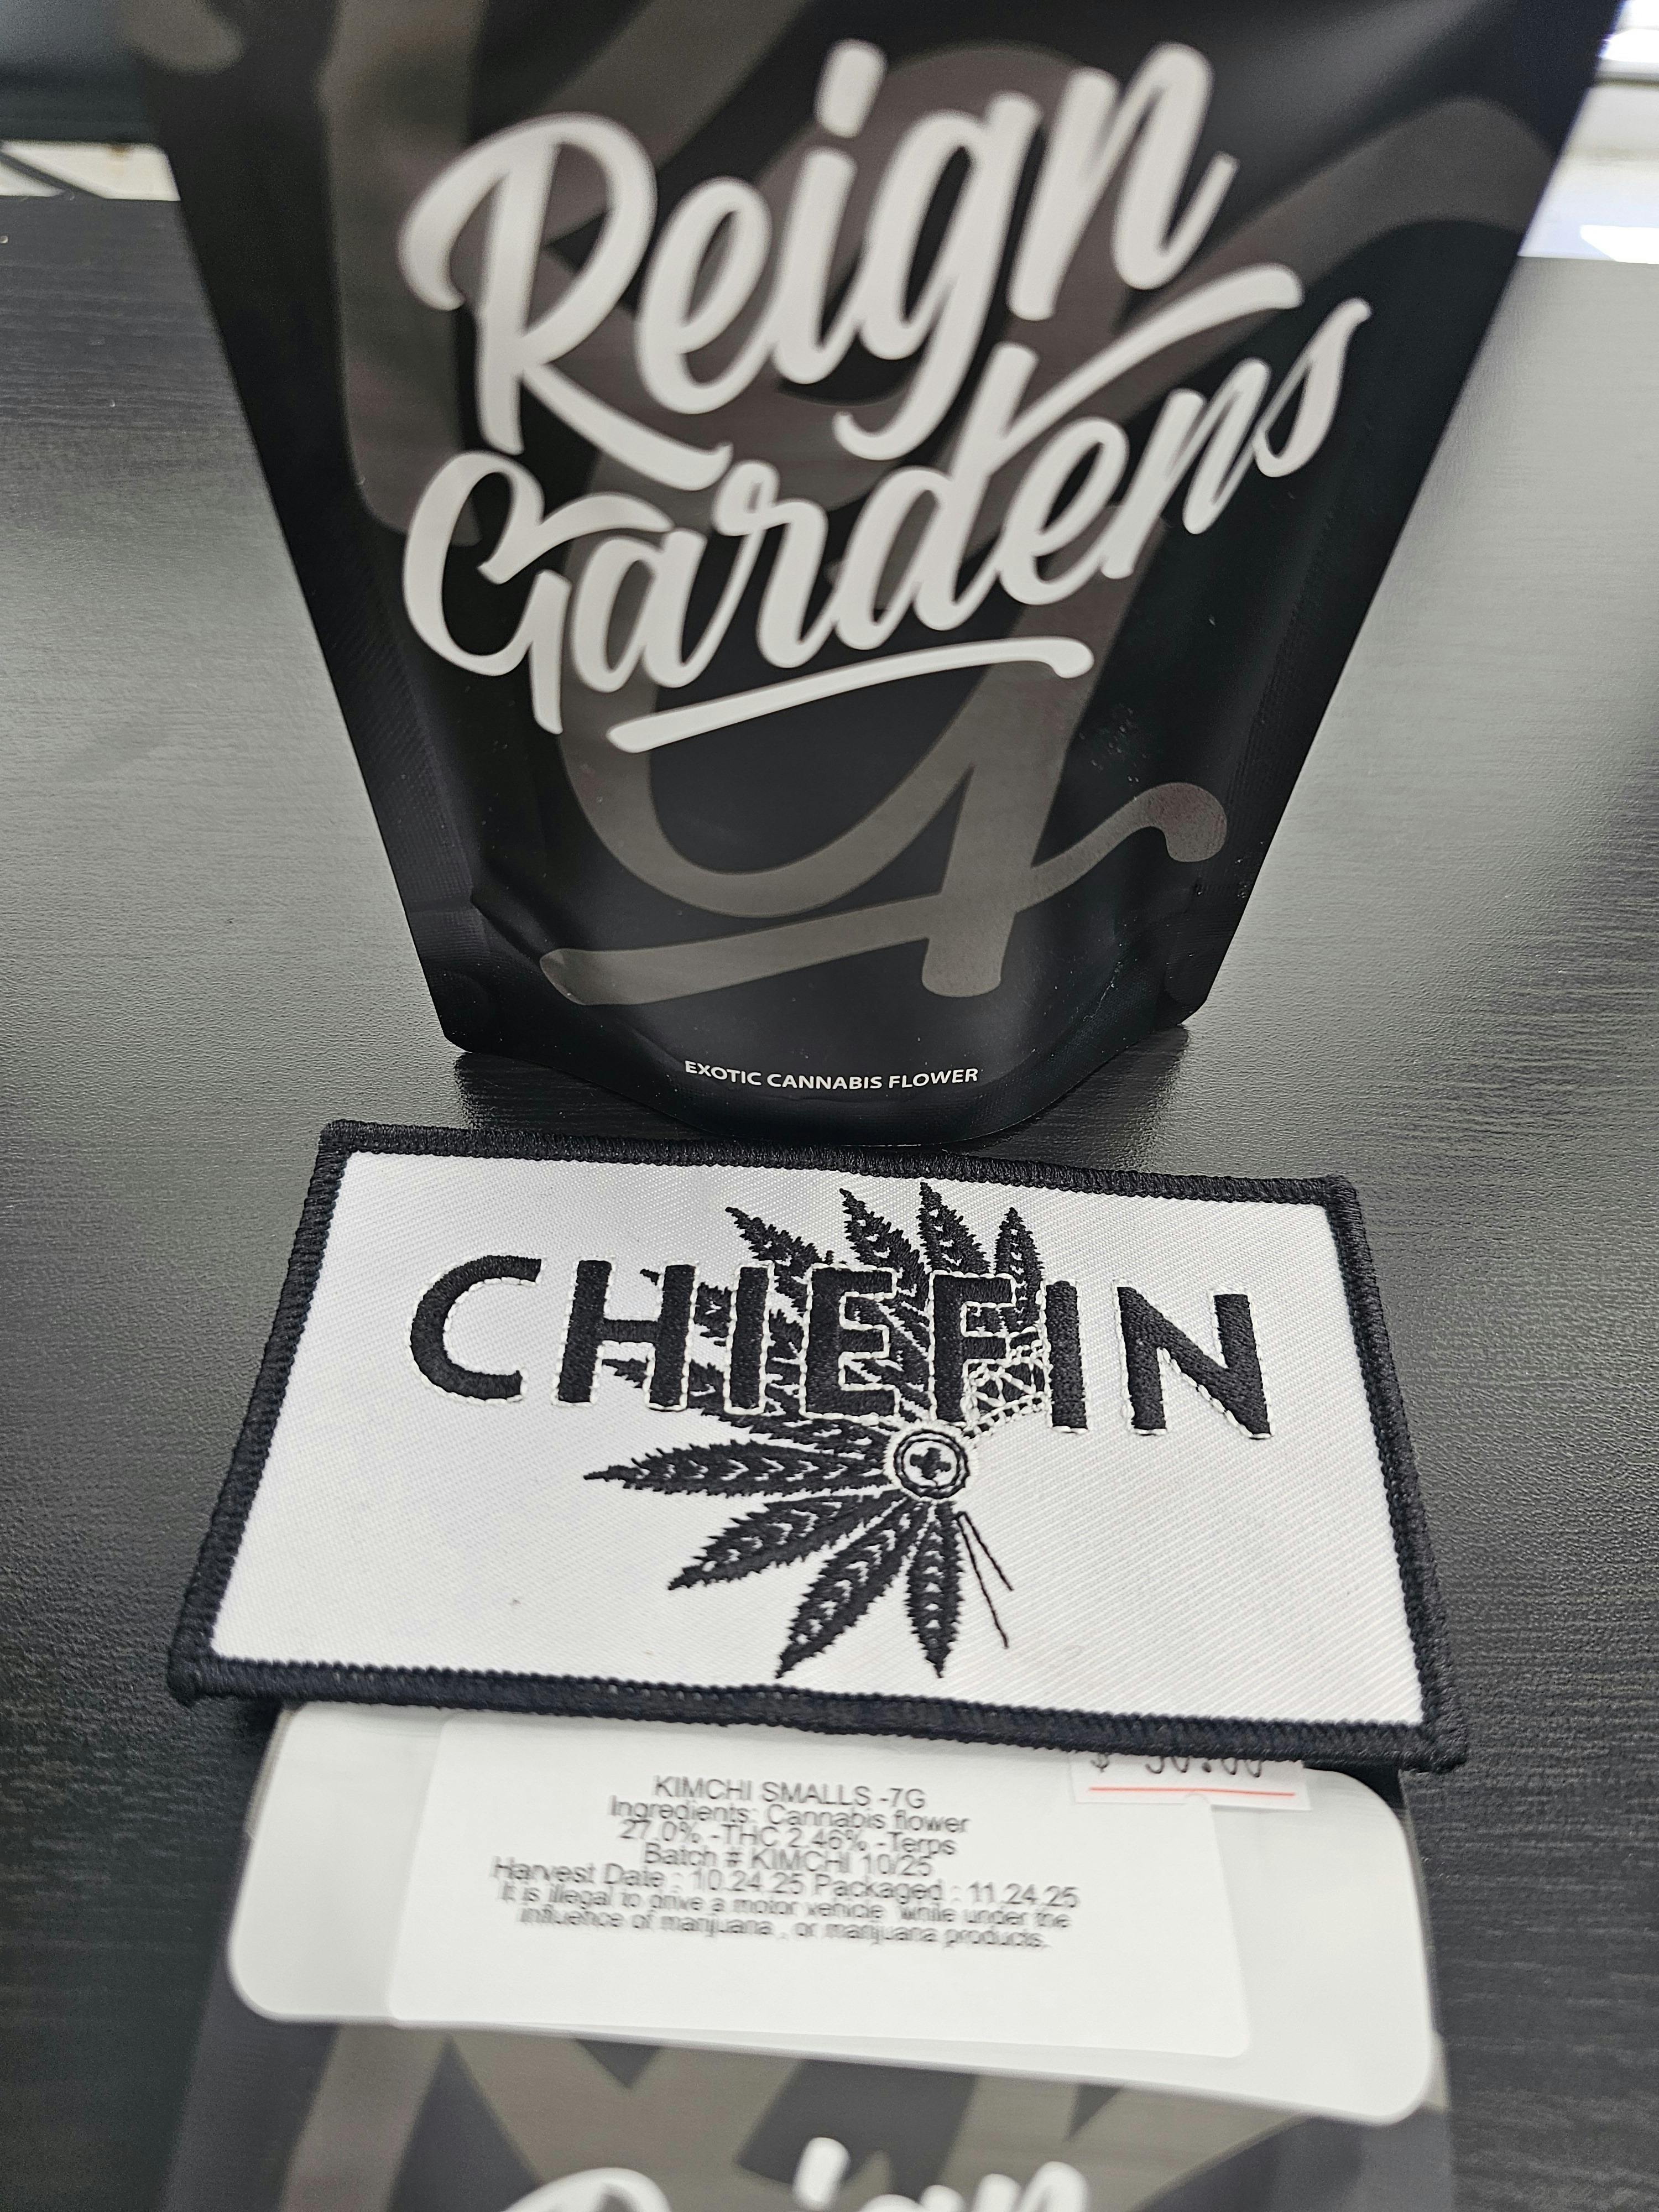 Reign
Gardens
EXOTIC CANNABIS FLOWER
CHIEFIN
KIMCHI SMALLS -7G
Ingredients: Cannabis flower
27.0% -THC 2.46% -Terps
Batch # KIMCHI 10/25
Harvest Date : 10.24.25 Packaged : 11.24.25
It is illegal to drive a motor vehicle while under the
influence of marijuana , or marijuana products.
Reign